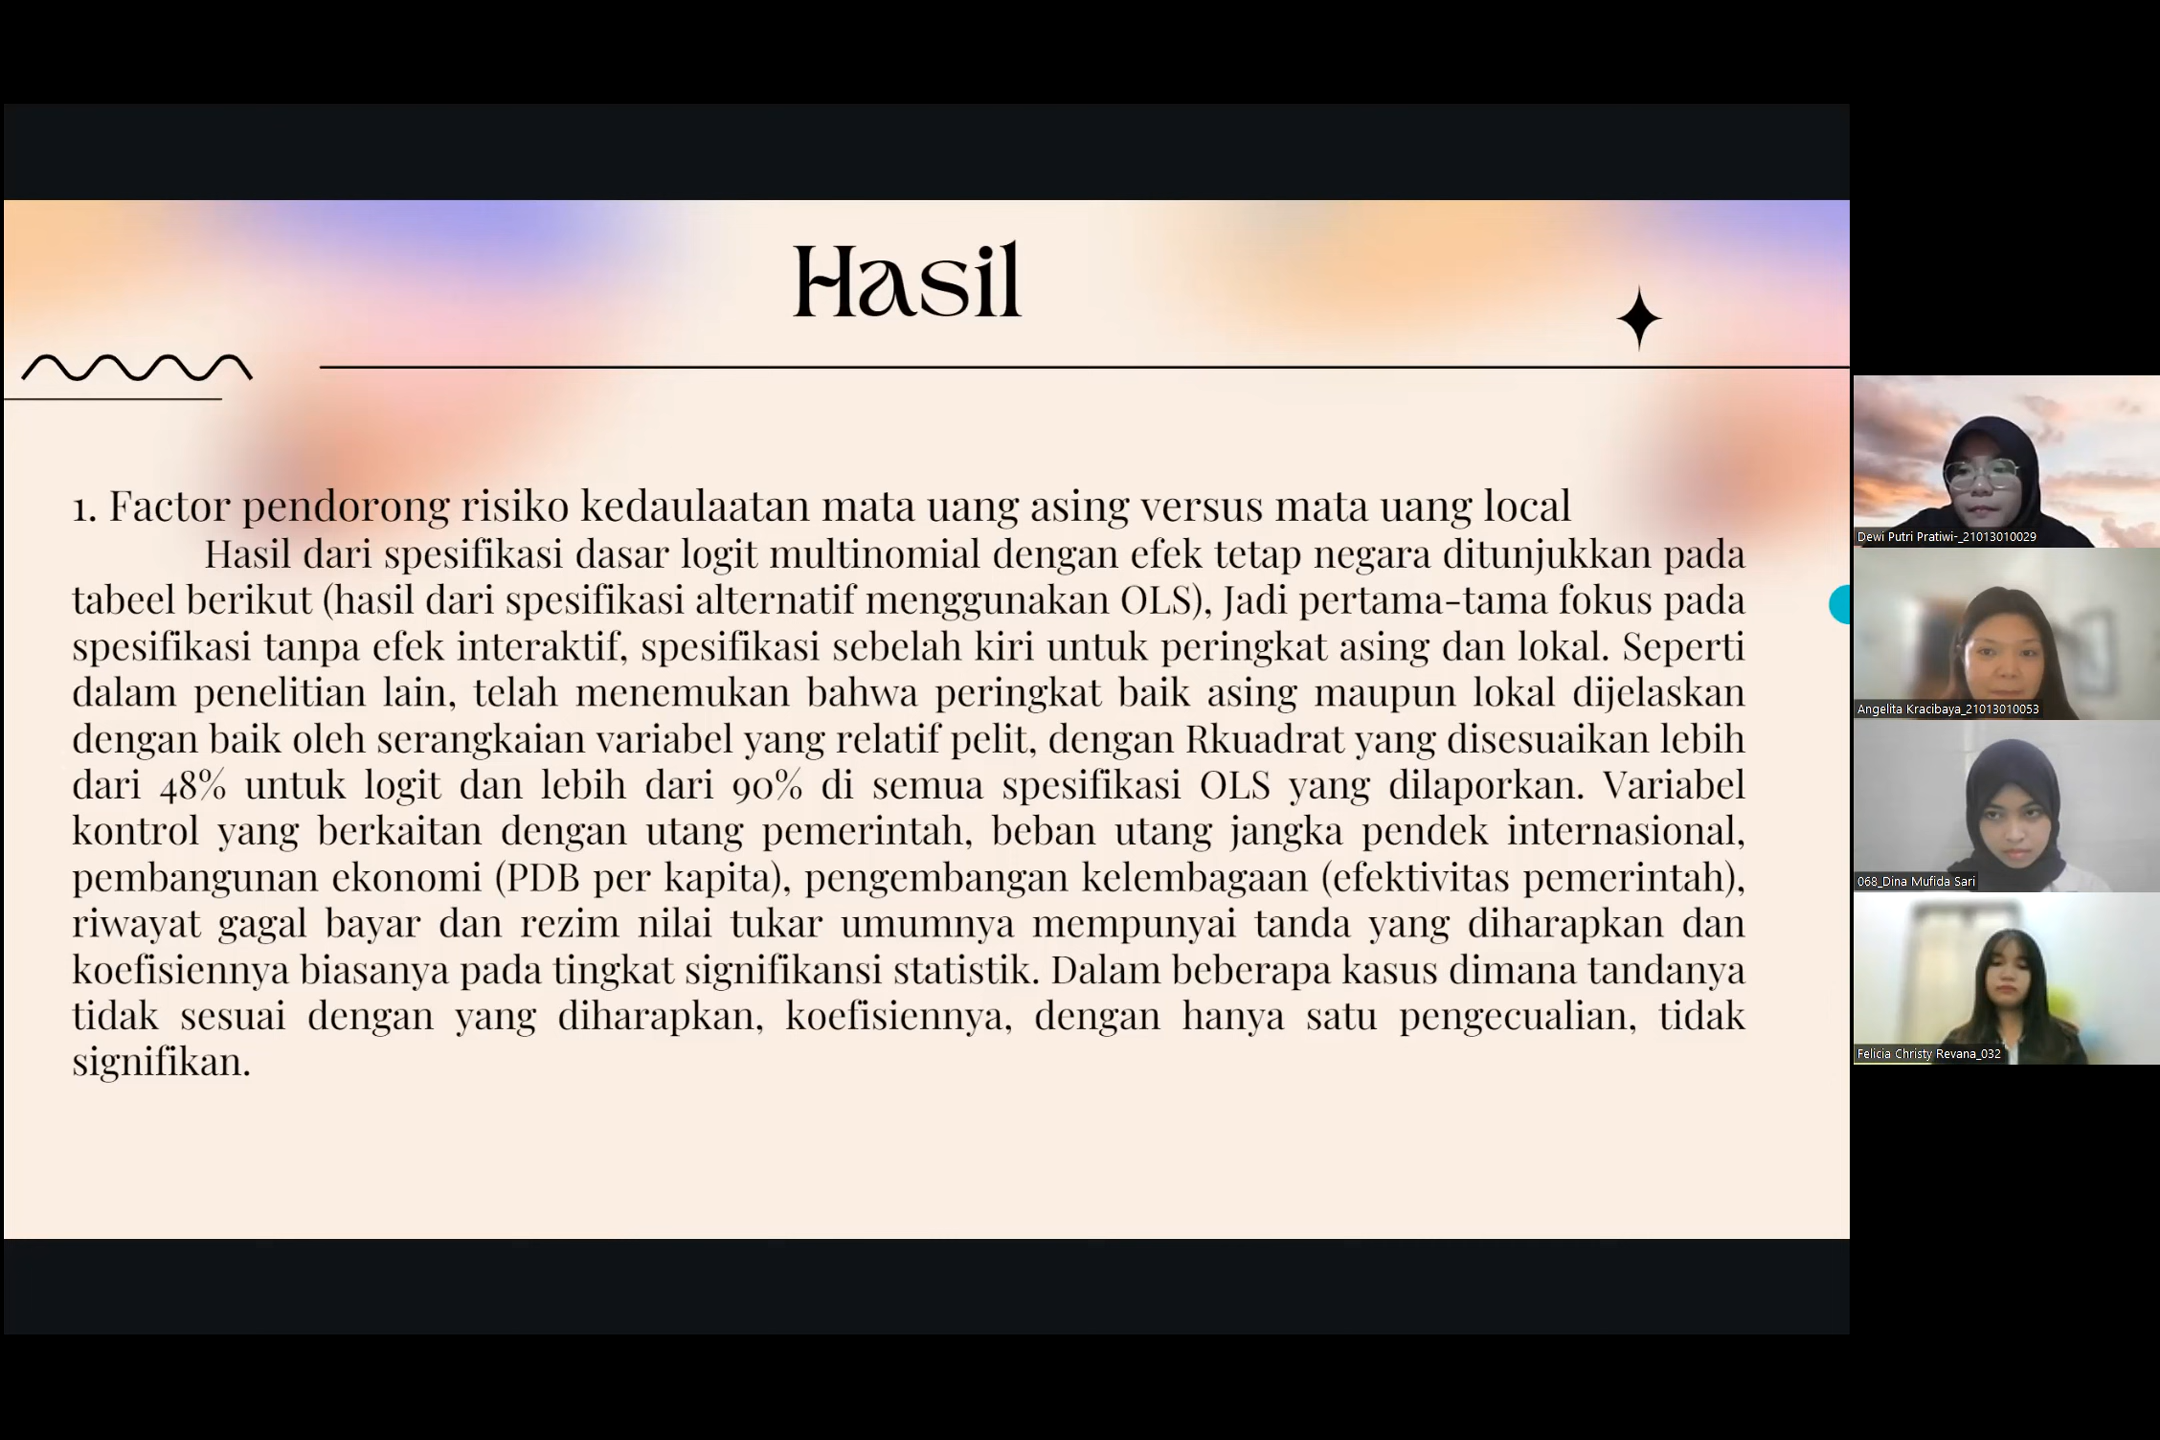 Hasil
1. Factor pendorong risiko kedaulaatan mata uang asing versus mata uang local
Hasil dari spesifikasi dasar logit multinomial dengan efek tetap negara ditunjukkan pada
tabeel berikut (hasil dari spesifikasi alternatif menggunakan OLS), Jadi pertama-tama fokus pada
spesifikasi tanpa efek interaktif, spesifikasi sebelah kiri untuk peringkat asing dan lokal. Seperti
dalam penelitian lain, telah menemukan bahwa peringkat baik asing maupun lokal dijelaskan
dengan baik oleh serangkaian variabel yang relatif pelit, dengan Rkuadrat yang disesuaikan lebih
dari 48% untuk logit dan lebih dari 90% di semua spesifikasi OLS yang dilaporkan. Variabel
kontrol yang berkaitan dengan utang pemerintah, beban utang jangka pendek internasional,
pembangunan ekonomi (PDB per kapita), pengembangan kelembagaan (efektivitas pemerintah),
riwayat gagal bayar dan rezim nilai tukar umumnya mempunyai tanda yang diharapkan dan
koefisiennya biasanya pada tingkat signifikansi statistik. Dalam beberapa kasus dimana tandanya
tidak sesuai dengan yang diharapkan, koefisiennya, dengan hanya satu pengecualian, tidak
signifikan.
Dewi Putri Pratiwi-_21013010029
Angelita Kracibaya_21013010053
068_Dina Mufida Sari
Felicia Christy Revana_032